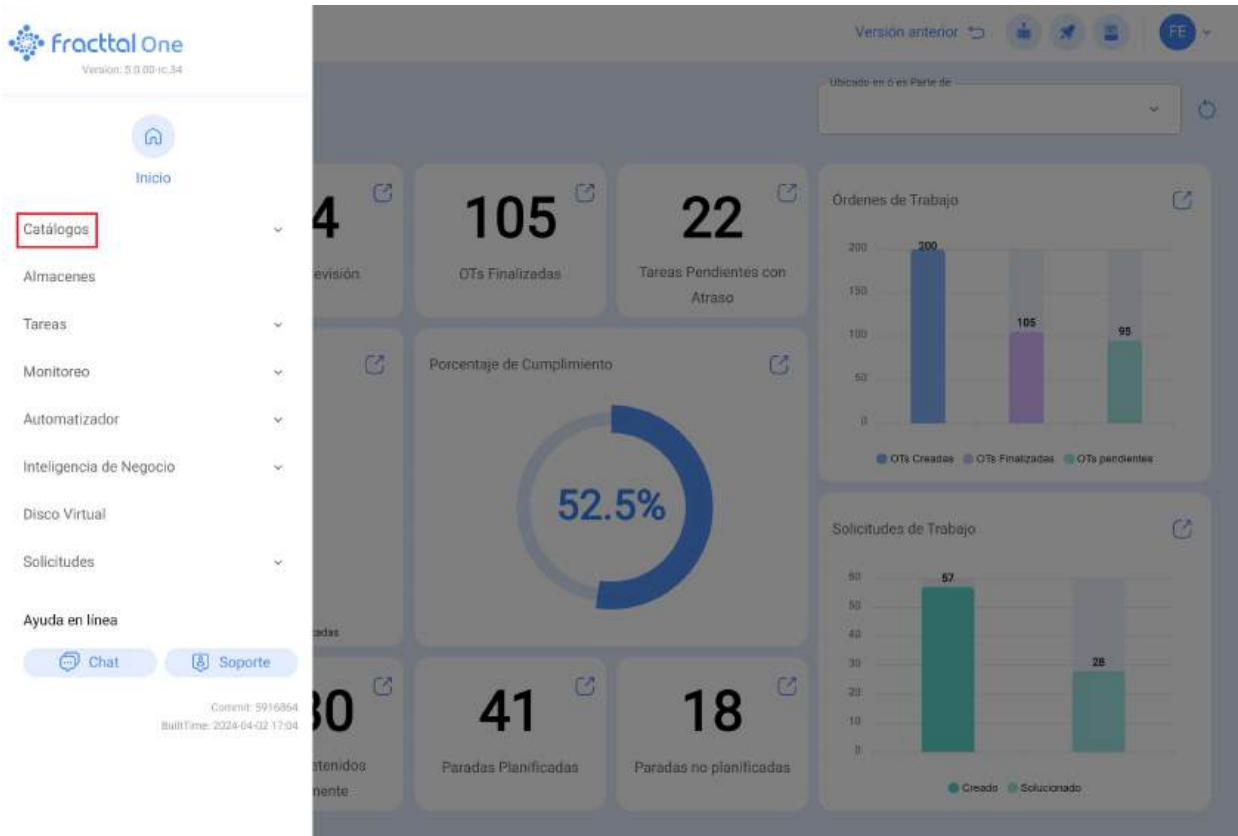 fracttal One
Version: 5.0.00-rc.34
Inicio
Catálogos
Almacenes
Tareas
Monitoreo
Automatizador
Inteligencia de Negocio
Disco Virtual
Solicitudes
Ayuda en línea
Chat
Soporte
Commit: 5916864
BuiltTime: 2024-04-02 17:04
Versión anterior
FE
Ubicado en ó es Parte de
4
evisión
105
OTs Finalizadas
22
Tareas Pendientes con
Atraso
Órdenes de Trabajo
200
150
100
50
0
200
105
95
OTs Creadas
OTs Finalizadas
OTs pendientes
Porcentaje de Cumplimiento
52.5%
Solicitudes de Trabajo
60
50
40
30
20
10
0
57
28
Creado
Solucionado
41
Paradas Planificadas
18
Paradas no planificadas